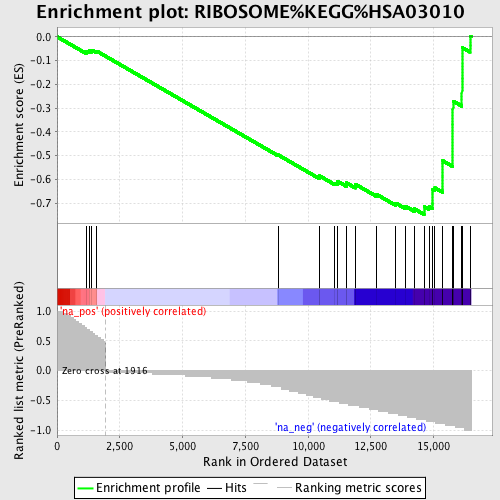 Enrichment plot: RIBOSOME%KEGG%HSA03010
Enrichment score (ES)
0.0
-0.1
-0.2
-0.3
-0.4
-0.5
-0.6
-0.7
'na_pos' (positively correlated)
Ranked list metric (PreRanked)
1.0
0.5
0.0
-0.5
-1.0
Zero cross at 1916
'na_neg' (negatively correlated)
0
2,500
5,000
7,500
10,000
12,500
15,000
Rank in Ordered Dataset
Enrichment profile
Hits
Ranking metric scores